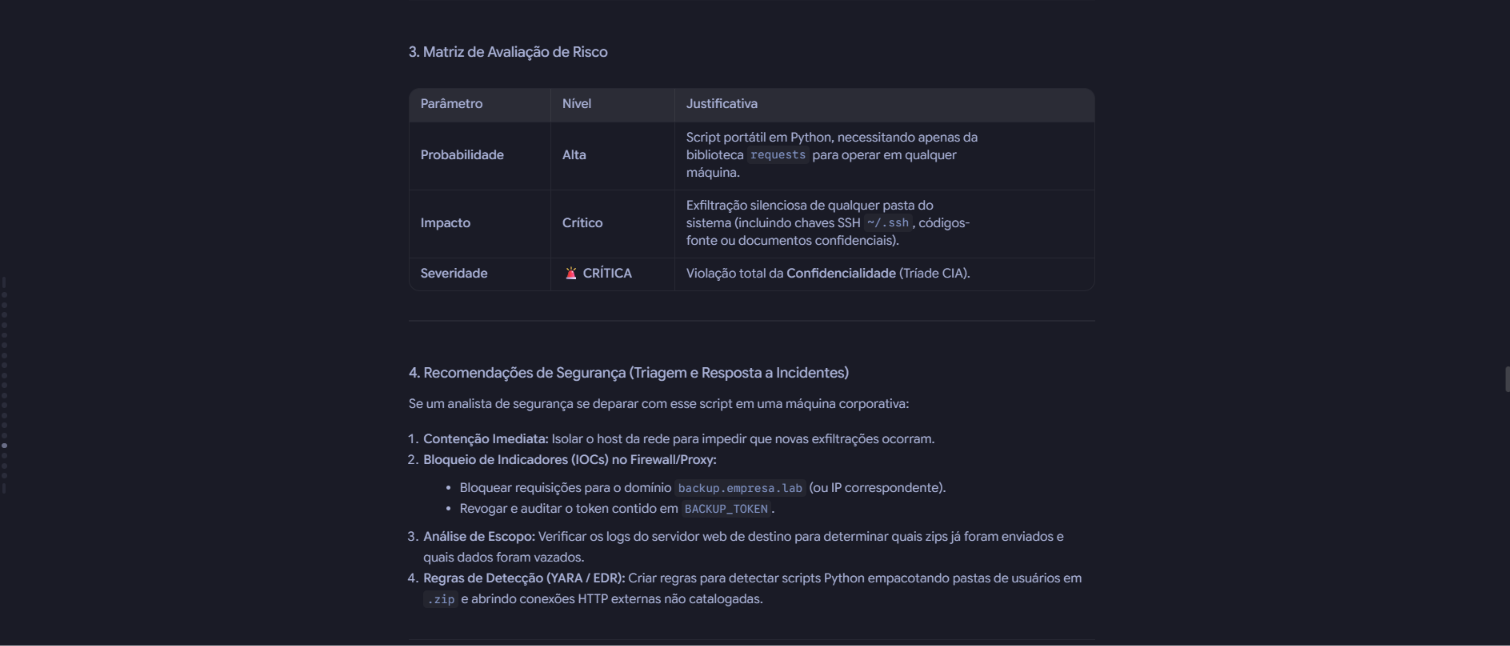 3. Matriz de Avaliação de Risco
Parâmetro Nível Justificativa
Probabilidade Alta Script portátil em Python, necessitando apenas da
biblioteca requests para operar em qualquer
máquina.
Impacto Crítico Exfiltração silenciosa de qualquer pasta do
sistema (incluindo chaves SSH ~/.ssh, códigos-
fonte ou documentos confidenciais).
Severidade 🚨 CRÍTICA Violação total da Confidencialidade (Tríade CIA).
4. Recomendações de Segurança (Triagem e Resposta a Incidentes)
Se um analista de segurança se deparar com esse script em uma máquina corporativa:
1. Contenção Imediata: Isolar o host da rede para impedir que novas exfiltrações ocorram.
2. Bloqueio de Indicadores (IOCs) no Firewall/Proxy:
• Bloquear requisições para o domínio backup.empresa.lab (ou IP correspondente).
• Revogar e auditar o token contido em BACKUP_TOKEN.
3. Análise de Escopo: Verificar os logs do servidor web de destino para determinar quais zips já foram enviados e
quais dados foram vazados.
4. Regras de Detecção (YARA / EDR): Criar regras para detectar scripts Python empacotando pastas de usuários em
.zip e abrindo conexões HTTP externas não catalogadas.